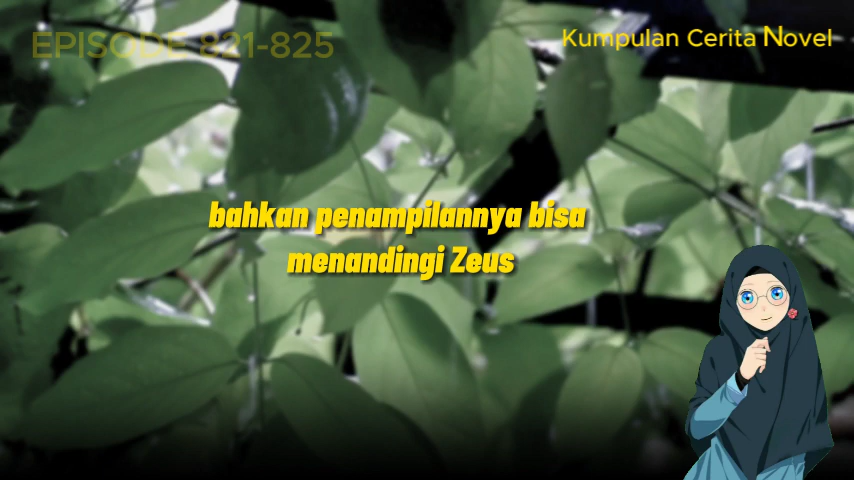 EPISODE 821-825
Kumpulan Cerita Novel
bahkan penampilannya bisa
menandingi Zeus